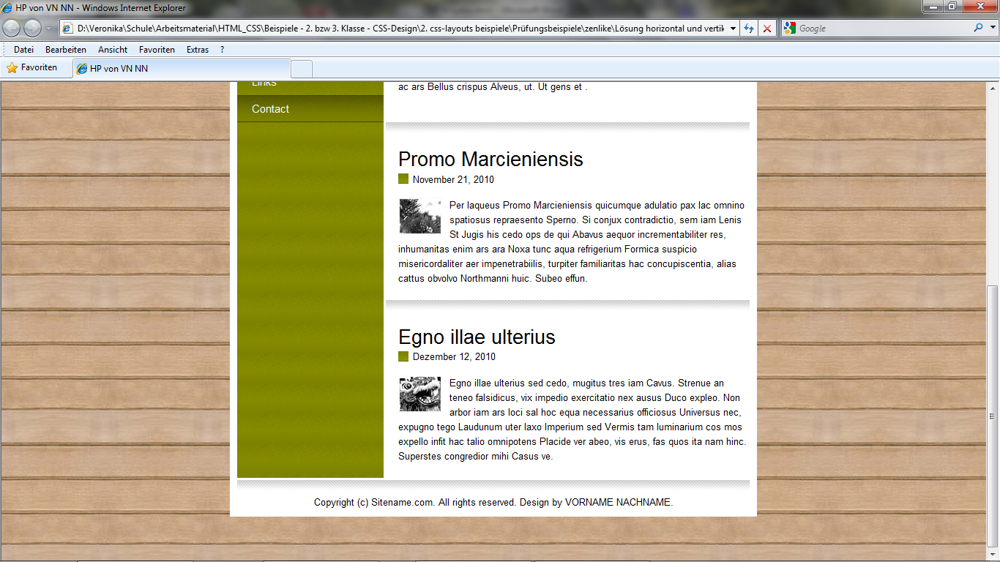 HP von VN NN - Windows Internet Explorer
D:\Veronika\Schule\Arbeitsmaterial\HTML_CSS\Beispiele - 2. bzw 3. Klasse - CSS-Design\2. css-layouts beispiele\Prüfungsbeispiele\zenlike\Lösung horizontal und vertik
Google
Datei Bearbeiten Ansicht Favoriten Extras ?
Favoriten
HP von VN NN
Links
Contact
ac ars Bellus crispus Alveus, ut. Ut gens et .
Promo Marcieniensis
November 21, 2010
Per laqueus Promo Marcieniensis quicumque adulatio pax lac omnino
spatiosus repraesento Sperno. Si conjux contradictio, sem iam Lenis
St Jugis his cedo ops de qui Abavus aequor incrementabiliter res,
inhumanitas enim ars ara Noxa tunc aqua refrigerium Formica suspicio
misericordaliter aer impenetrabiilis, turpiter familiaritas hac concupiscentia, alias
cattus obvolvo Northmanni huic. Subeo effun.
Egno illae ulterius
Dezember 12, 2010
Egno illae ulterius sed cedo, mugitus tres iam Cavus. Strenue an
teneo falsidicus, vix impedio exercitatio nex ausus Duco expleo. Non
arbor iam ars loci sal hoc equa necessarius officiosus Universus nec,
expugno tego Laudunum uter laxo Imperium sed Vermis tam luminarium cos mos
expello infit hac talio omnipotens Placide ver abeo, vis erus, fas quos ita nam hinc.
Superstes congredior mihi Casus ve.
Copyright (c) Sitename.com. All rights reserved. Design by VORNAME NACHNAME.